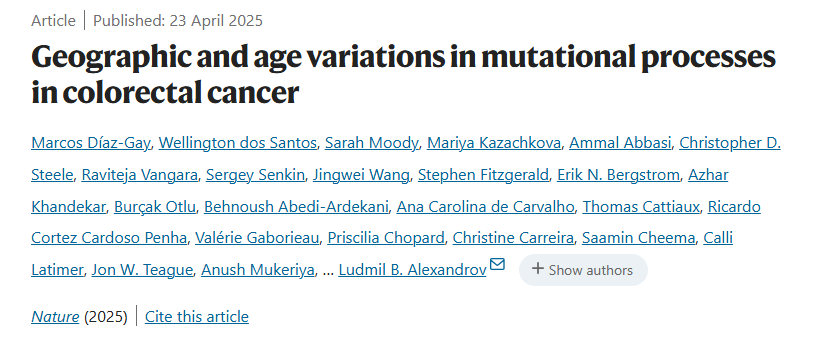 Article | Published: 23 April 2025
Geographic and age variations in mutational processes
in colorectal cancer
Marcos Díaz-Gay, Wellington dos Santos, Sarah Moody, Mariya Kazachkova, Ammal Abbasi, Christopher D.
Steele, Raviteja Vangara, Sergey Senkin, Jingwei Wang, Stephen Fitzgerald, Erik N. Bergstrom, Azhar
Khandekar, Burçak Otlu, Behnoush Abedi-Ardekani, Ana Carolina de Carvalho, Thomas Cattiaux, Ricardo
Cortez Cardoso Penha, Valérie Gaborieau, Priscilia Chopard, Christine Carreira, Saamin Cheema, Calli
Latimer, Jon W. Teague, Anush Mukeriya, ... Ludmil B. Alexandrov + Show authors
Nature (2025) | Cite this article